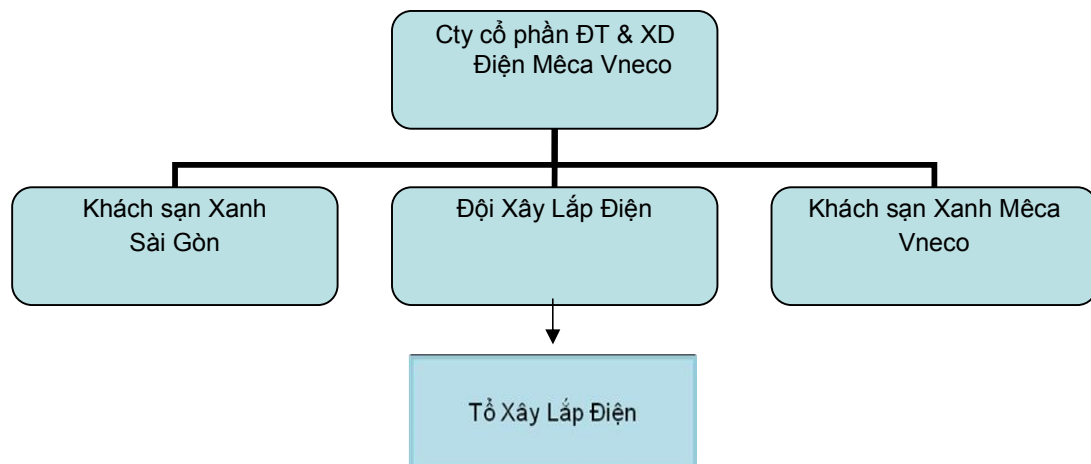 Cty cổ phần ĐT & XD
Điện Mêca Vneco
Khách sạn Xanh
Sài Gòn
Đội Xây Lắp Điện
Khách sạn Xanh Mêca
Vneco
Tổ Xây Lắp Điện